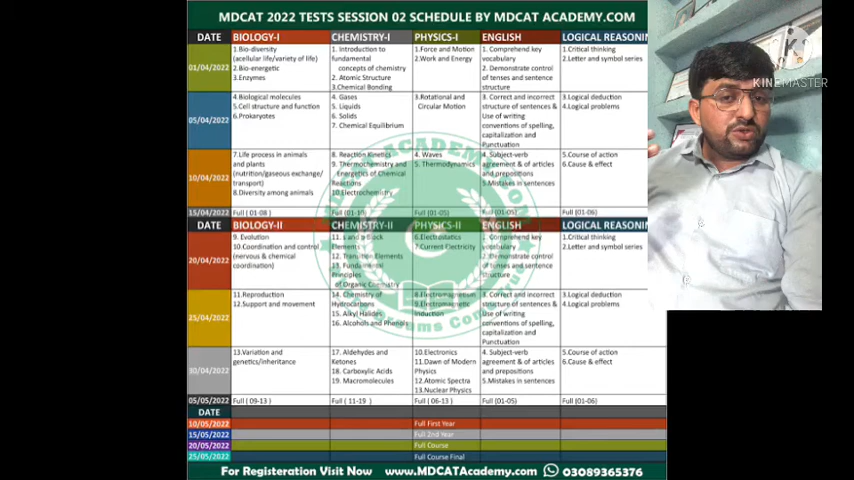 MDCAT 2022 TESTS SESSION 02 SCHEDULE BY MDCAT ACADEMY.COM
DATE BIOLOGY-I CHEMISTRY-I PHYSICS-I ENGLISH LOGICAL REASONING
01/04/2022
1.Bio-diversity
(acellular life/variety of life)
2.Bio-energetic
3.Enzymes
1. Introduction to
fundamental
concepts of chemistry
2. Atomic Structure
3.Chemical Bonding
1.Force and Motion
2.Work and Energy
1. Comprehend key
vocabulary
2. Demonstrate control
of tenses and sentence
structure
1.Critical thinking
2.Letter and symbol series
05/04/2022
4.Biological molecules
5.Cell structure and function
6.Prokaryotes
4. Gases
5. Liquids
6. Solids
7. Chemical Equilibrium
3.Rotational and
Circular Motion
3. Correct and incorrect
structure of sentences &
Use of writing
conventions of spelling,
capitalization and
Punctuation
3.Logical deduction
4.Logical problems
10/04/2022
7.Life process in animals
and plants
(nutrition/gaseous exchange/
transport)
8.Diversity among animals
8. Reaction Kinetics
9. Thermochemistry and
Energetics of Chemical
Reactions
10.Electrochemistry
4. Waves
5. Thermodynamics
4. Subject-verb
agreement & of articles
and prepositions
5.Mistakes in sentences
5.Course of action
6.Cause & effect
15/04/2022 Full ( 01-08) Full (01-10) Full (01-05) Full (01-05) Full (01-06)
DATE BIOLOGY-II CHEMISTRY-II PHYSICS-II ENGLISH LOGICAL REASONING
20/04/2022
9. Evolution
10.Coordination and control
(nervous & chemical
coordination)
11. s and p Block
Elements
12. Transition Elements
13. Fundamental
Principles
of Organic Chemistry
6.Electrostatics
7.Current Electricity
1. Comprehend key
vocabulary
2. Demonstrate control
of tenses and sentence
structure
1.Critical thinking
2.Letter and symbol series
25/04/2022
11.Reproduction
12.Support and movement
14. Chemistry of
Hydrocarbons
15. Alkyl Halides
16. Alcohols and Phenols
8.Electromagnetism
9.Electromagnetic
Induction
3. Correct and incorrect
structure of sentences &
Use of writing
conventions of spelling,
capitalization and
Punctuation
3.Logical deduction
4.Logical problems
30/04/2022
13.Variation and
genetics/inheritance
17. Aldehydes and
Ketones
18. Carboxylic Acids
19. Macromolecules
10.Electronics
11.Dawn of Modern
Physics
12.Atomic Spectra
13.Nuclear Physics
4. Subject-verb
agreement & of articles
and prepositions
5.Mistakes in sentences
5.Course of action
6.Cause & effect
05/05/2022 Full ( 09-13) Full ( 11-19 ) Full (06-13 ) Full (01-05) Full (01-06)
DATE
10/05/2022 Full First Year
15/05/2022 Full 2nd Year
20/05/2022 Full Course
25/05/2022 Full Course Final
For Registeration Visit Now www.MDCATAcademy.com 03089365376
KINEMASTER